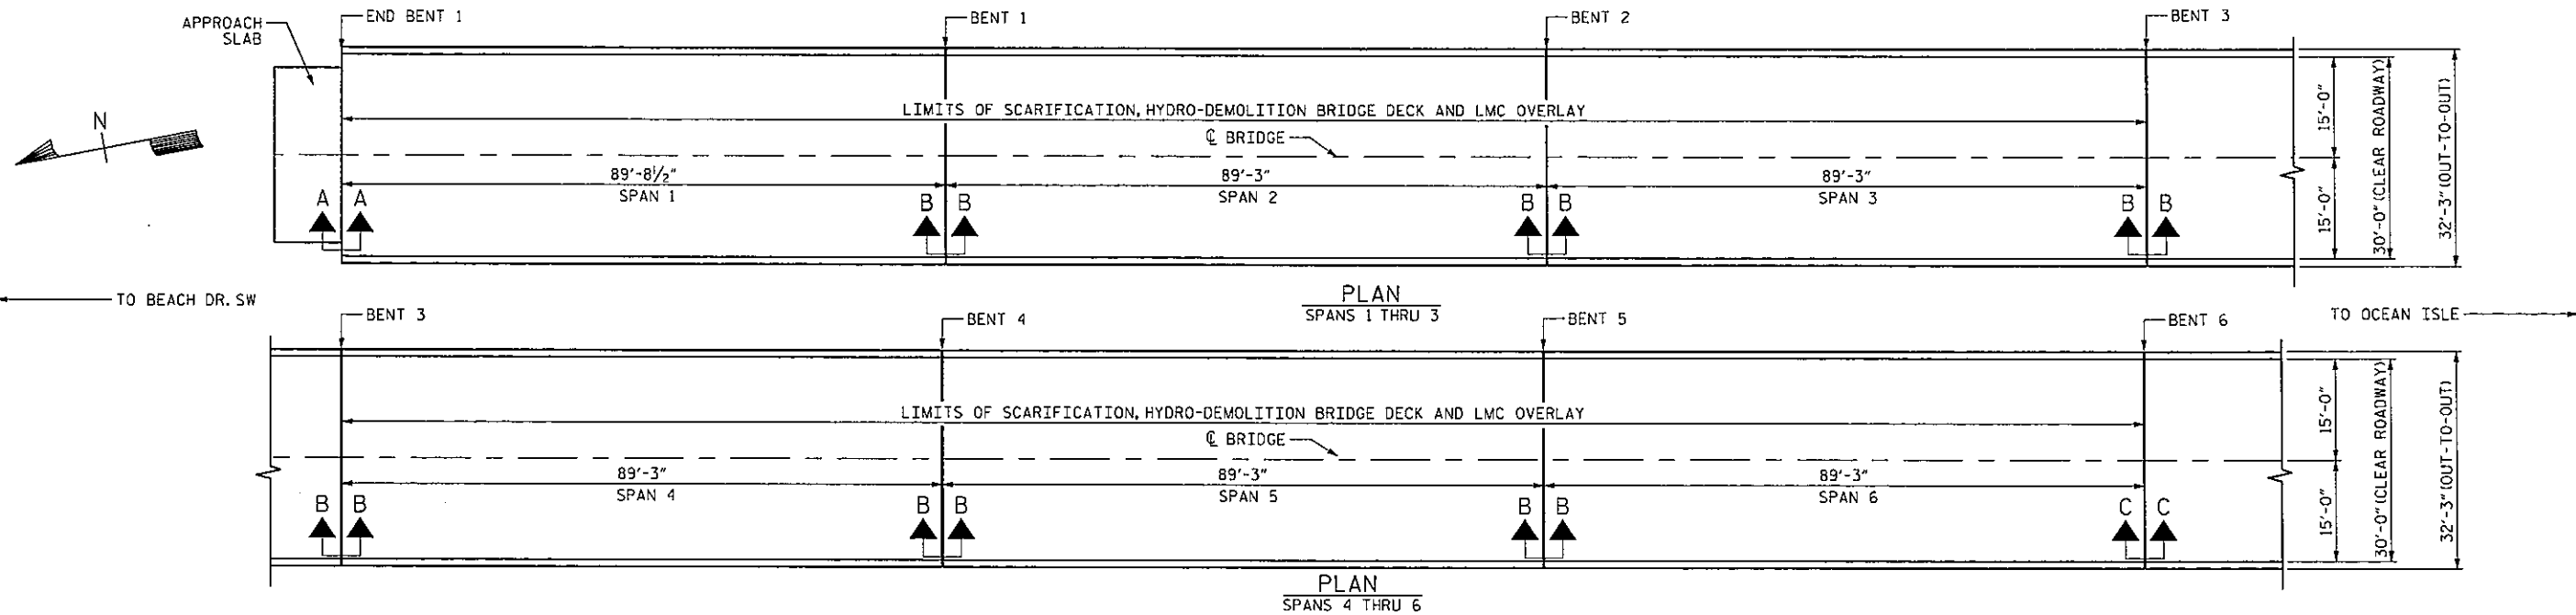 APPROACH
SLAB
END BENT 1
BENT 1
BENT 2
BENT 3
N
LIMITS OF SCARIFICATION, HYDRO-DEMOLITION BRIDGE DECK AND LMC OVERLAY
℄ BRIDGE
89'-8 1/2"
SPAN 1
89'-3"
SPAN 2
89'-3"
SPAN 3
A A
B B
B B
B B
15'-0"
15'-0"
30'-0" (CLEAR ROADWAY)
32'-3" (OUT-TO-OUT)
TO BEACH DR. SW
PLAN
SPANS 1 THRU 3
TO OCEAN ISLE
BENT 3
BENT 4
BENT 5
BENT 6
LIMITS OF SCARIFICATION, HYDRO-DEMOLITION BRIDGE DECK AND LMC OVERLAY
℄ BRIDGE
89'-3"
SPAN 4
89'-3"
SPAN 5
89'-3"
SPAN 6
B B
B B
B B
C C
15'-0"
15'-0"
30'-0" (CLEAR ROADWAY)
32'-3" (OUT-TO-OUT)
PLAN
SPANS 4 THRU 6